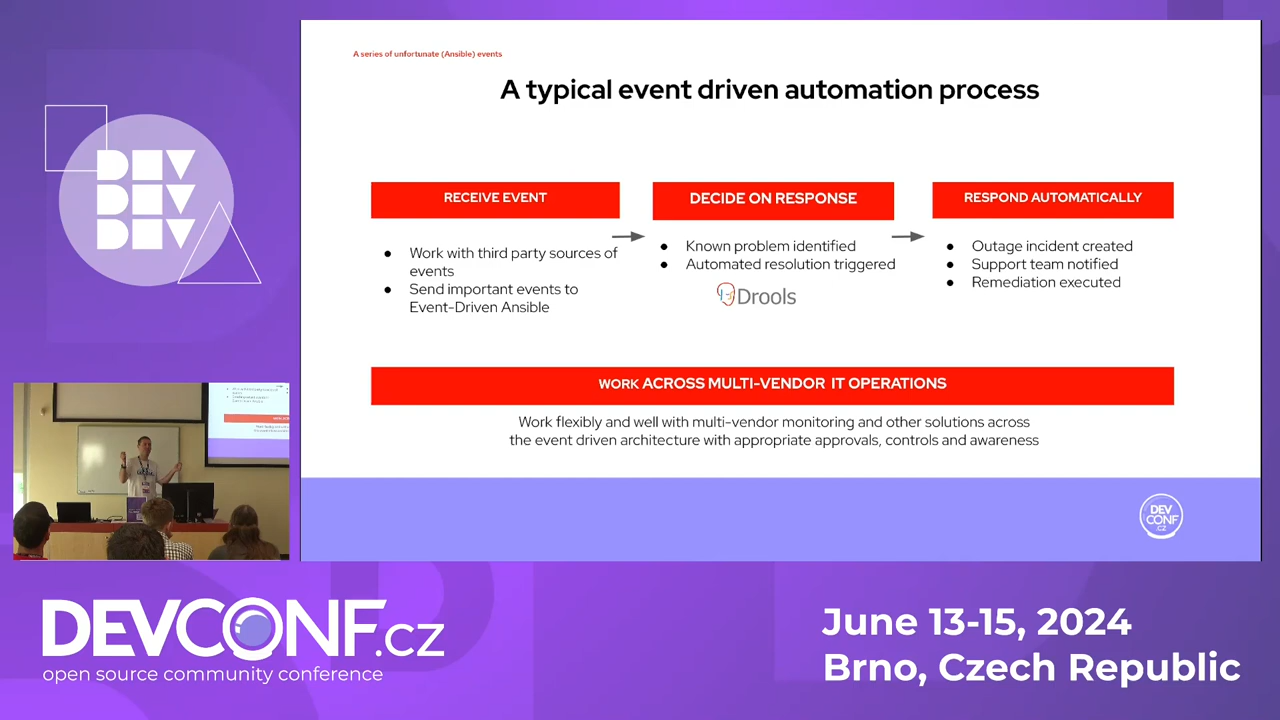 A series of unfortunate (Ansible) events
A typical event driven automation process
RECEIVE EVENT
● Work with third party sources of
events
● Send important events to
Event-Driven Ansible
DECIDE ON RESPONSE
● Known problem identified
● Automated resolution triggered
Drools
RESPOND AUTOMATICALLY
● Outage incident created
● Support team notified
● Remediation executed
WORK ACROSS MULTI-VENDOR IT OPERATIONS
Work flexibly and well with multi-vendor monitoring and other solutions across
the event driven architecture with appropriate approvals, controls and awareness
DEV
CONF
.CZ
DEV
DEV
DEV
DEVCONF.cz
open source community conference
June 13-15, 2024
Brno, Czech Republic